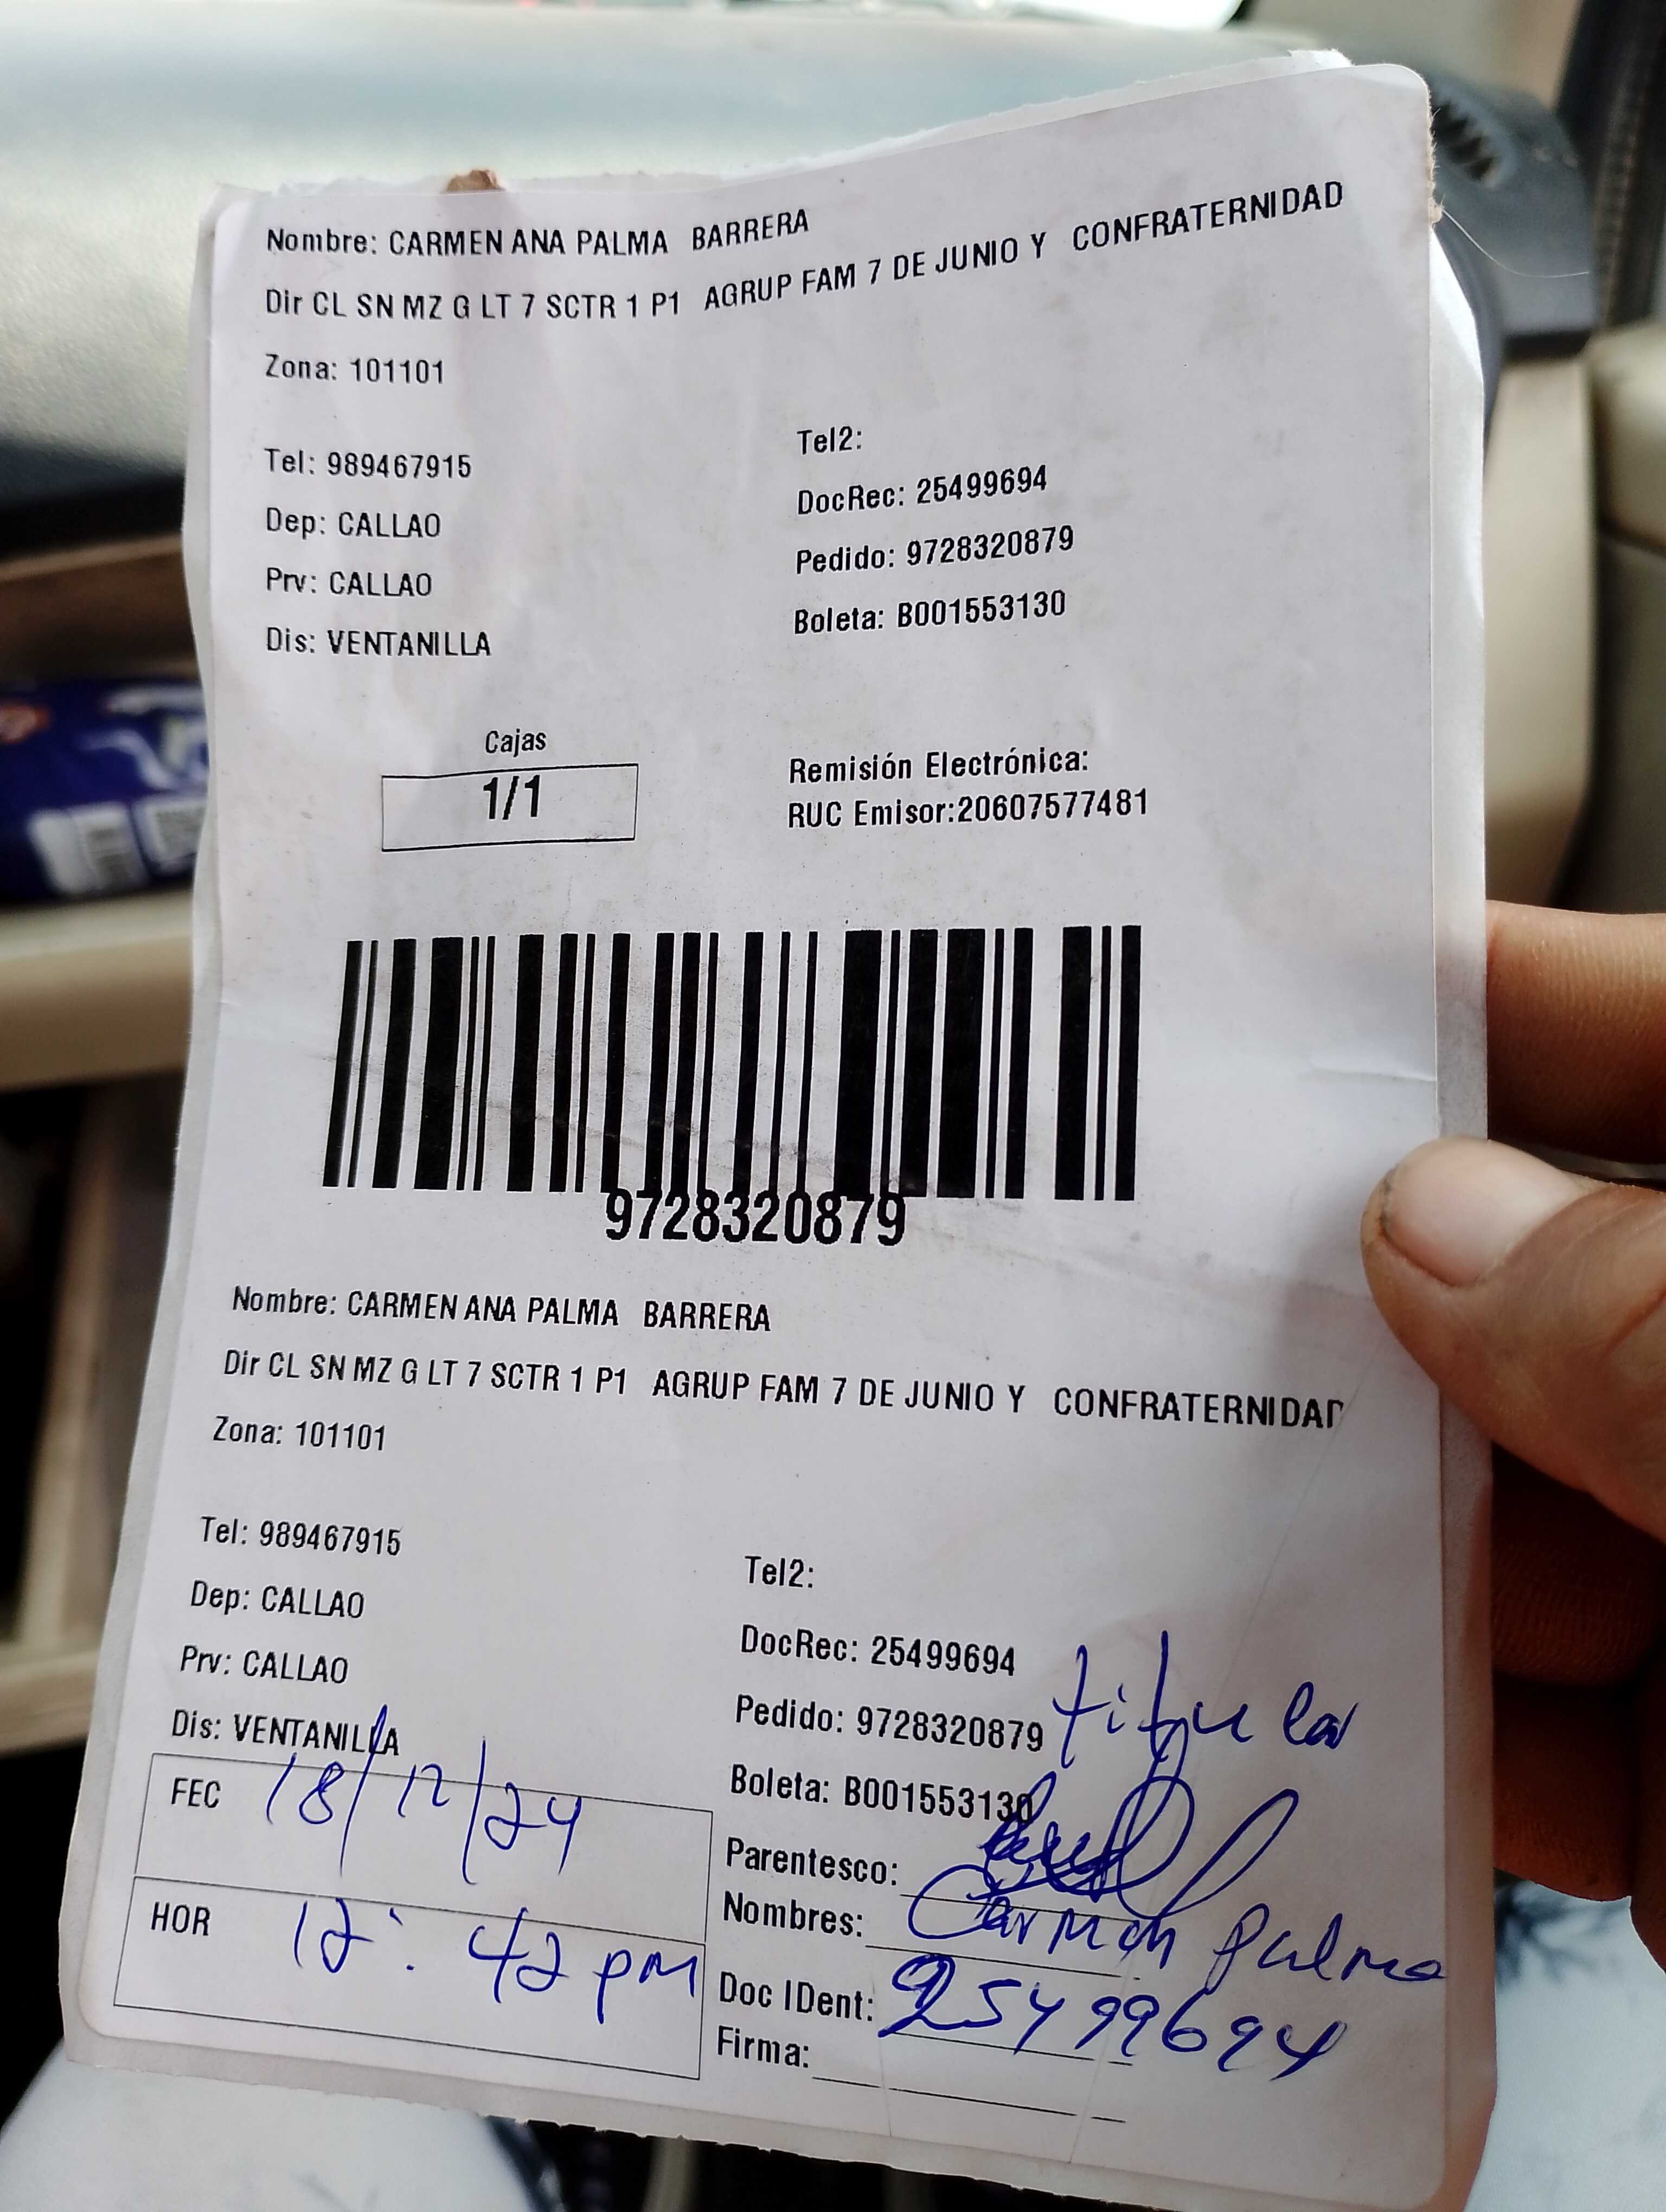 Nombre: CARMEN ANA PALMA BARRERA
Dir CL SN MZ G LT 7 SCTR 1 P1 AGRUP FAM 7 DE JUNIO Y CONFRATERNIDAD
Zona: 101101
Tel: 989467915
Dep: CALLAO
Prv: CALLAO
Dis: VENTANILLA
Tel2:
DocRec: 25499694
Pedido: 9728320879
Boleta: B001553130
Cajas
1/1
Remisión Electrónica:
RUC Emisor:20607577481
9728320879
Nombre: CARMEN ANA PALMA BARRERA
Dir CL SN MZ G LT 7 SCTR 1 P1 AGRUP FAM 7 DE JUNIO Y CONFRATERNIDAD
Zona: 101101
Tel: 989467915
Dep: CALLAO
Prv: CALLAO
Dis: VENTANILLA
FEC 18/12/24
HOR 12:42 pm
Tel2:
DocRec: 25499694
Pedido: 9728320879 titular
Boleta: B001553130
Parentesco:
Nombres: Carmen Palma
Doc IDent: 25499694
Firma: